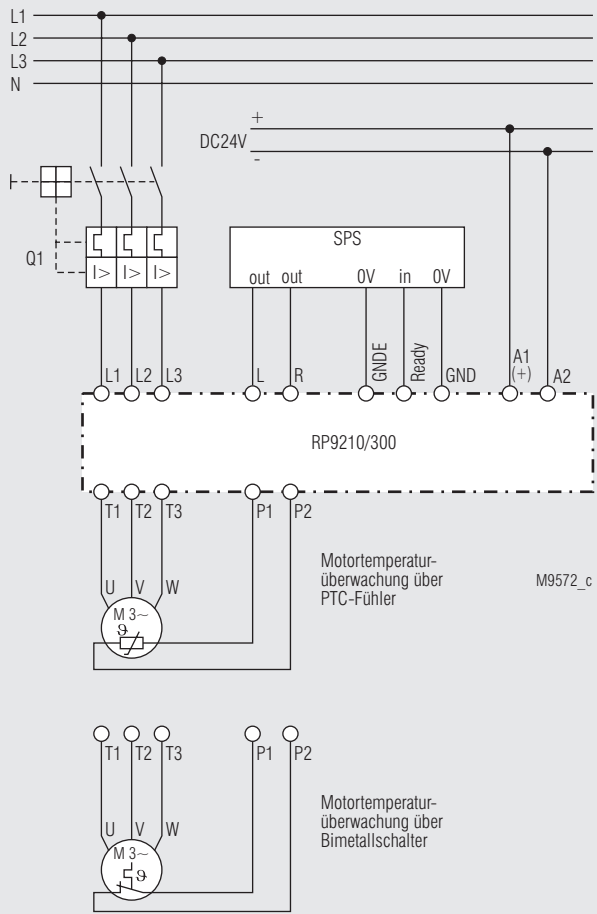 L1
L2
L3
N
+
DC24V
-
Q1
I> I> I>
SPS
out out 0V in 0V
L1 L2 L3 L R GNDE Ready GND A1 (+) A2
RP9210/300
T1 T2 T3 P1 P2
U V W
M 3~
ϑ
Motortemperatur-
überwachung über
PTC-Fühler
M9572_c
T1 T2 T3 P1 P2
U V W
M 3~
ϑ
Motortemperatur-
überwachung über
Bimetallschalter